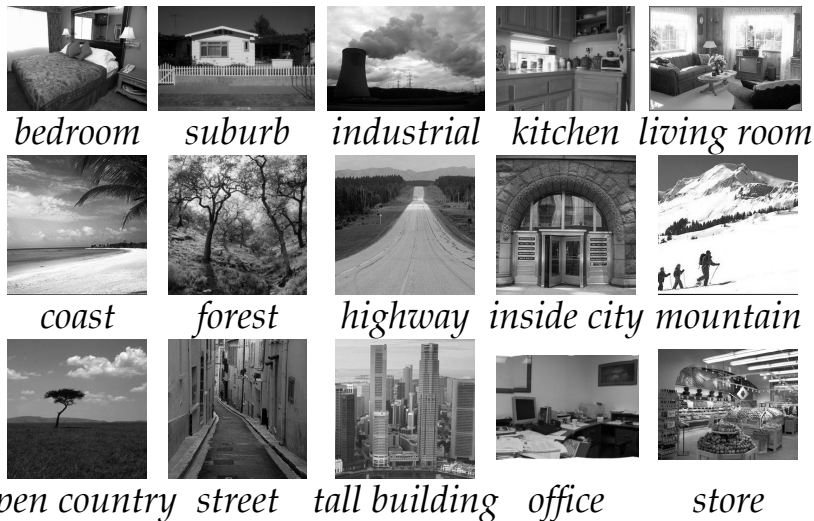 bedroom suburb industrial kitchen living room
coast forest highway inside city mountain
pen country street tall building office store